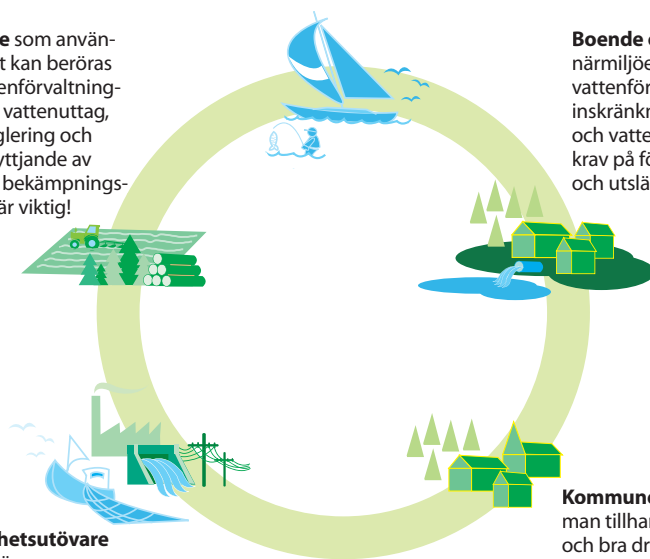 som använ-
t kan beröras
enförvaltning-
vattenuttag,
glering och
yttjande av
bekämpnings-
är viktig!
Boende
närmiljöe
vattenför
inskränkn
och vatte
krav på fö
och utslä
hetsutövare
Kommune
man tillhar
och bra dr